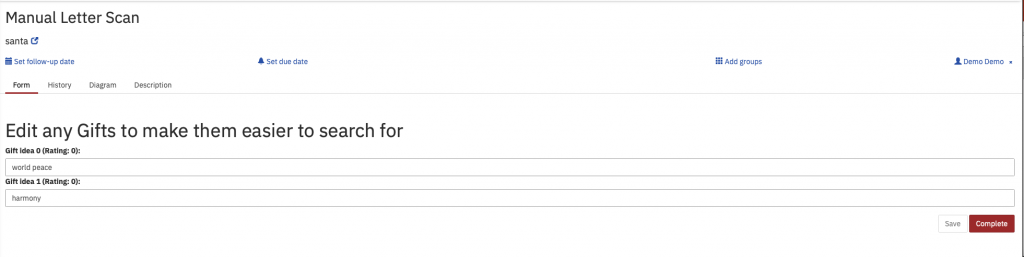 Manual Letter Scan
santa
Set follow-up date Set due date Add groups Demo Demo
Form History Diagram Description
Edit any Gifts to make them easier to search for
Gift idea 0 (Rating: 0):
world peace
Gift idea 1 (Rating: 0):
harmony
Save Complete